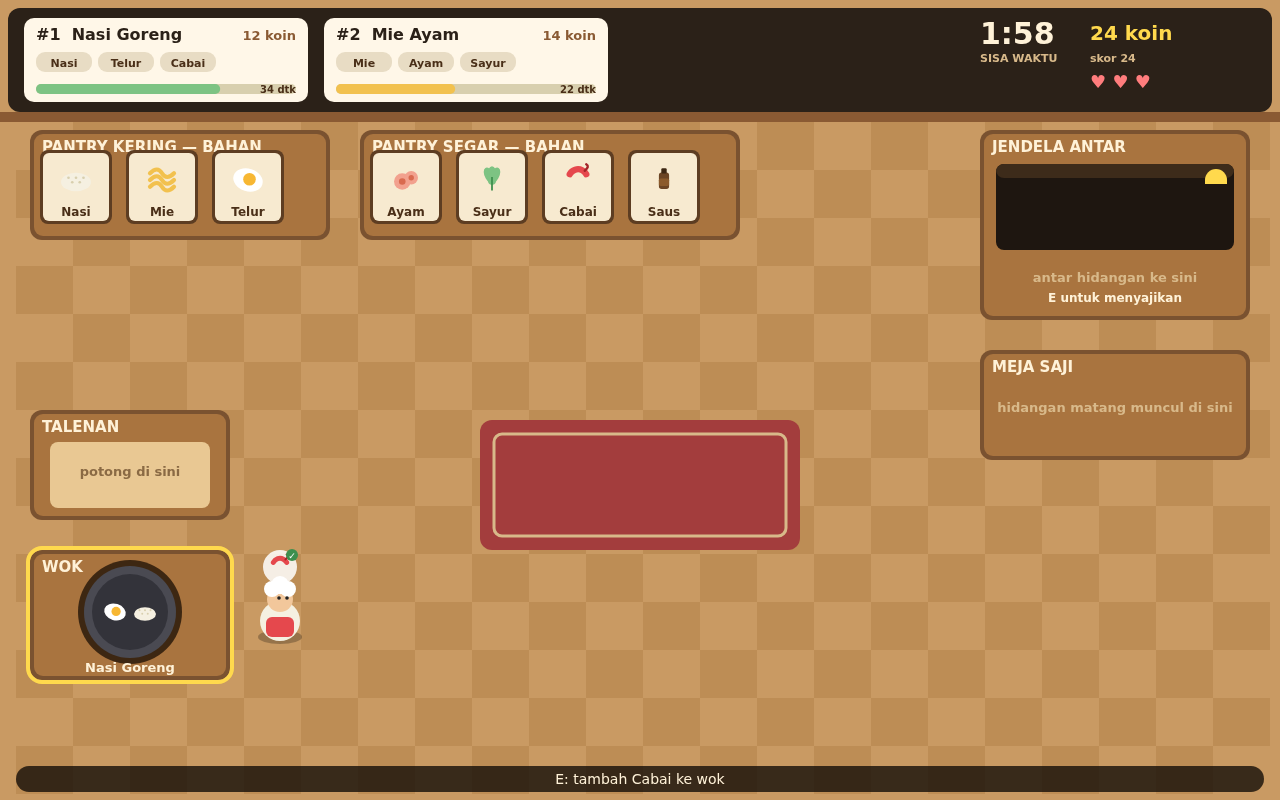 #1 Nasi Goreng 12 koin
Nasi Telur Cabai
34 dtk
#2 Mie Ayam 14 koin
Mie Ayam Sayur
22 dtk
1:58
SISA WAKTU
24 koin
skor 24
PANTRY KERING — BAHAN
Nasi Mie Telur
PANTRY SEGAR — BAHAN
Ayam Sayur Cabai Saus
JENDELA ANTAR
antar hidangan ke sini
E untuk menyajikan
MEJA SAJI
hidangan matang muncul di sini
TALENAN
potong di sini
WOK
Nasi Goreng
E: tambah Cabai ke wok